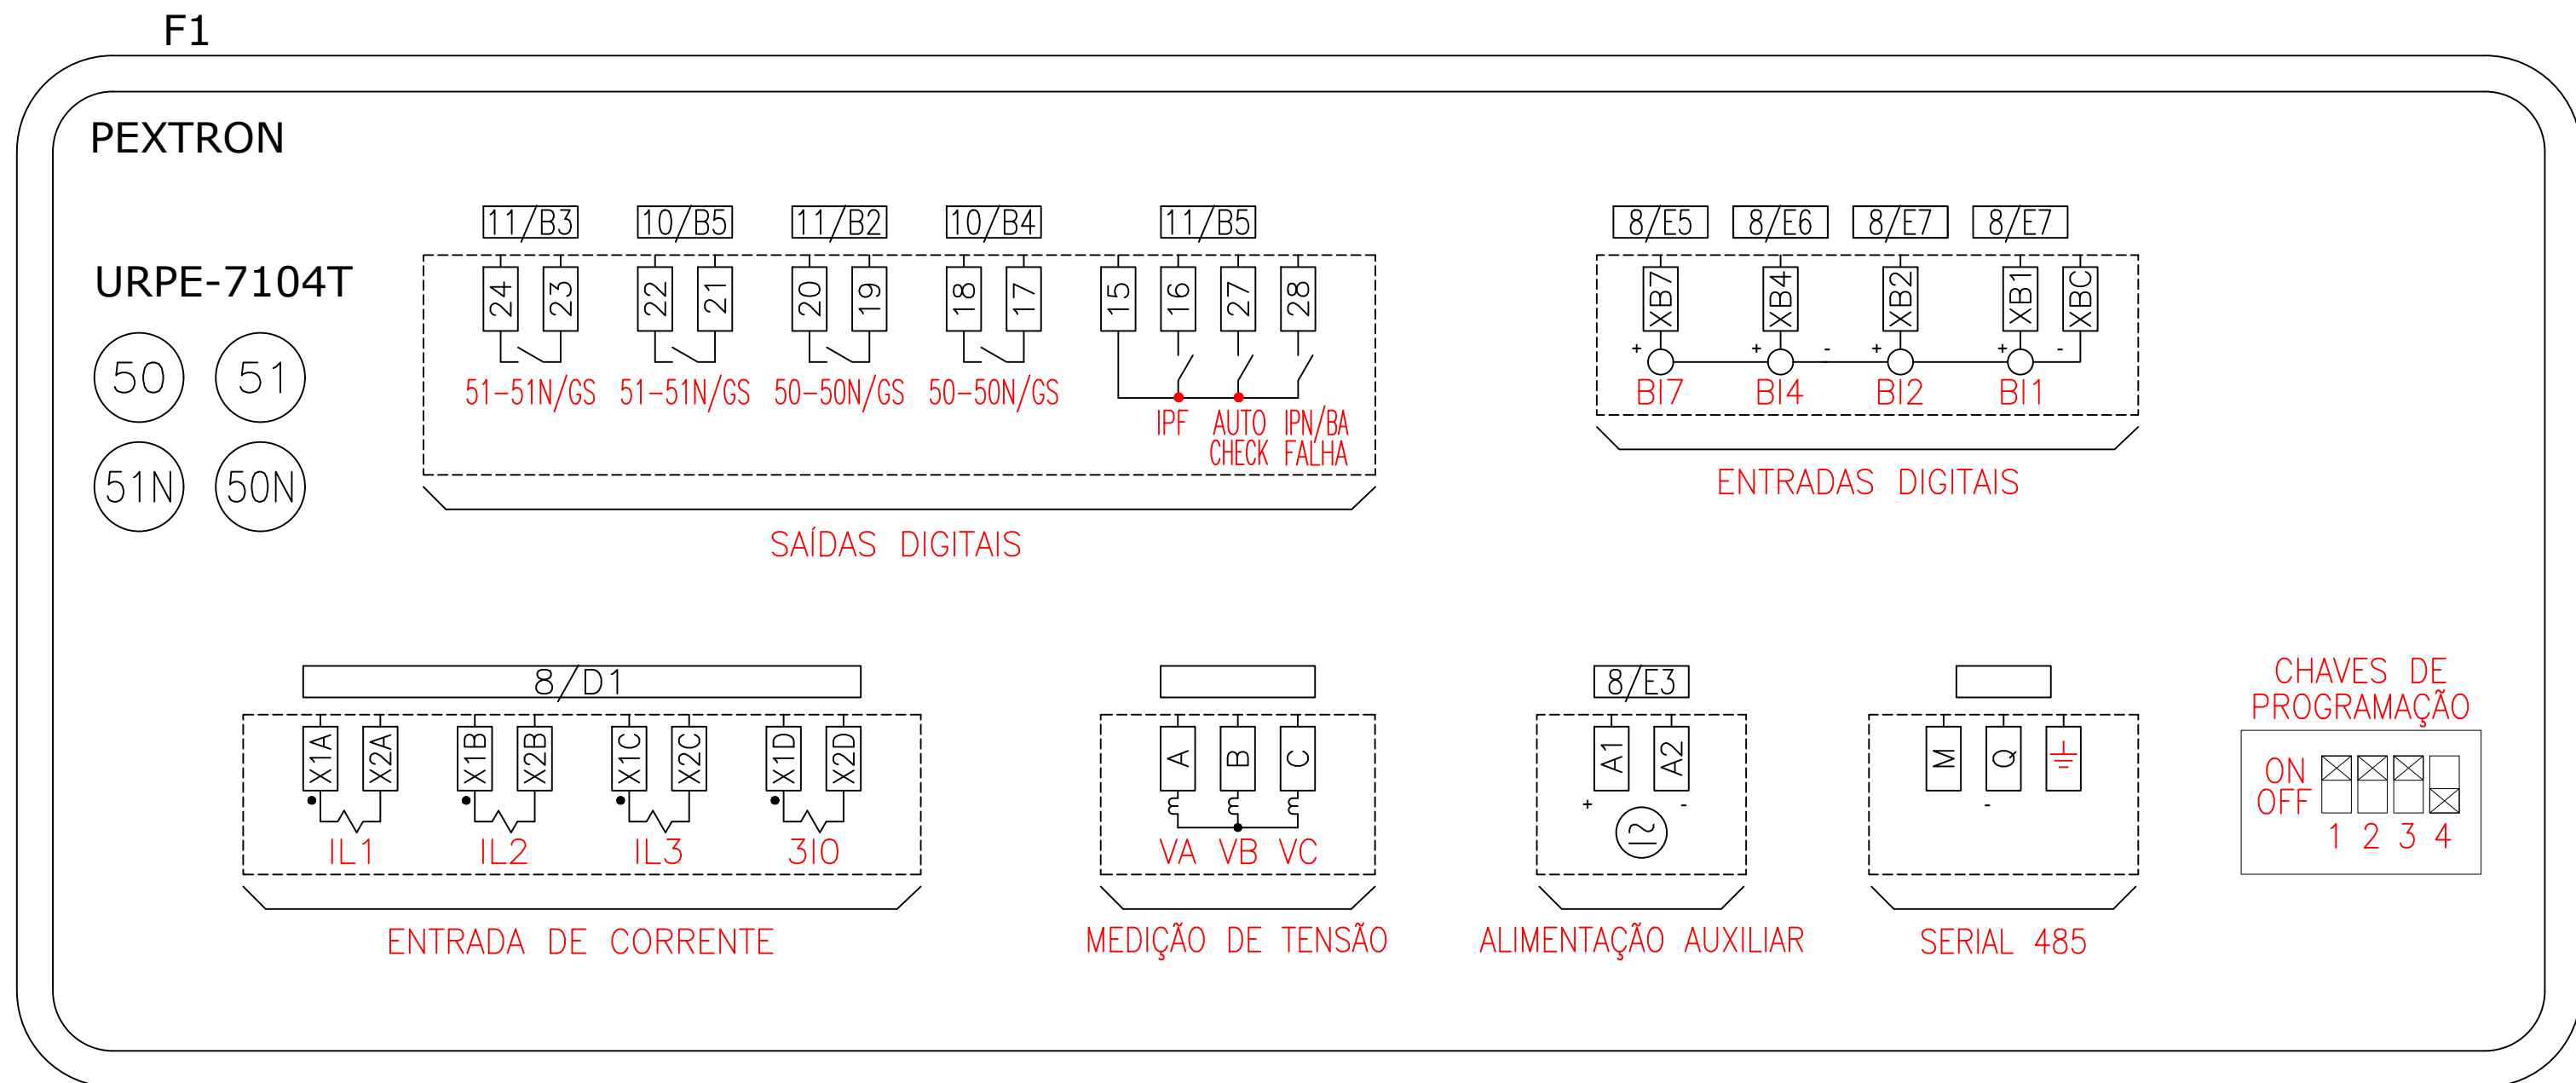 F1
PEXTRON
URPE-7104T
50 51
51N 50N
11/B3 10/B5 11/B2 10/B4 11/B5
24 23 22 21 20 19 18 17 15 16 27 28
51-51N/GS 51-51N/GS 50-50N/GS 50-50N/GS
IPF AUTO IPN/BA
CHECK FALHA
SAÍDAS DIGITAIS
8/E5 8/E6 8/E7 8/E7
XB7 XB4 XB2 XB1 XBC
+ + - + + -
BI7 BI4 BI2 BI1
ENTRADAS DIGITAIS
8/D1
X1A X2A X1B X2B X1C X2C X1D X2D
IL1 IL2 IL3 3I0
ENTRADA DE CORRENTE
A B C
VA VB VC
MEDIÇÃO DE TENSÃO
8/E3
A1 A2
+ -
ALIMENTAÇÃO AUXILIAR
M Q
-
SERIAL 485
CHAVES DE
PROGRAMAÇÃO
ON
OFF
1 2 3 4